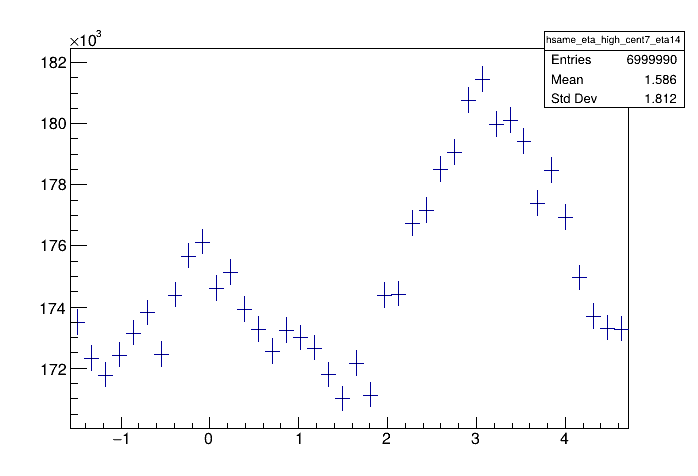 ×10³
hsame_eta_high_cent7_eta14
Entries 6999990
Mean 1.586
Std Dev 1.812
182
180
178
176
174
172
−1 0 1 2 3 4